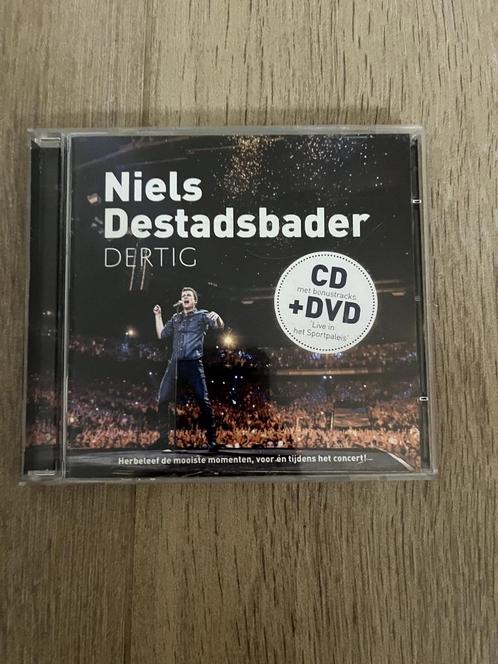 Niels
Destadsbader
DERTIG
CD
met bonustracks
+DVD
'Live in
het Sportpaleis'
Herbeleef de mooiste momenten, voor én tijdens het concert!